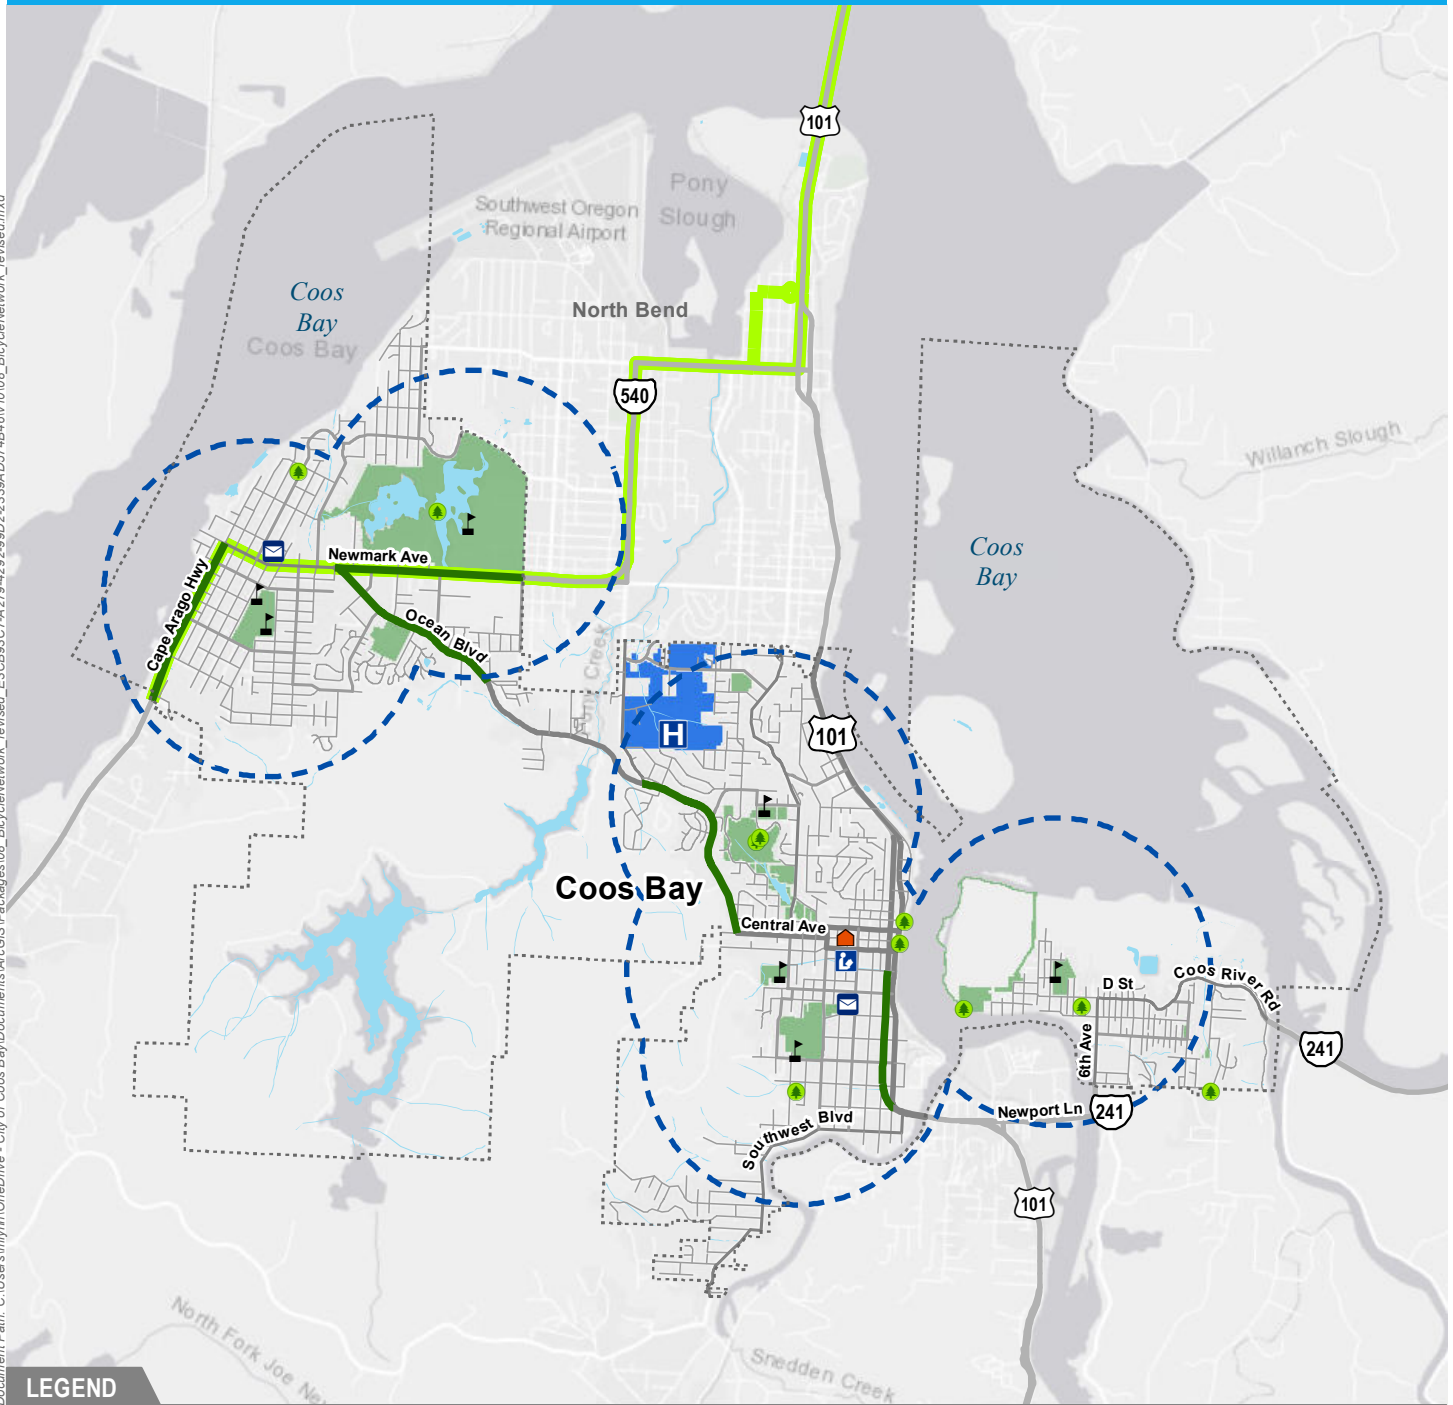 101
Pony
Slough
Southwest Oregon
Regional Airport
Coos
Bay
Coos Bay
North Bend
540
Willanch Slough
Coos
Bay
Newmark Ave
Cape Arago Hwy
Ocean Blvd
Creek
H
101
Coos Bay
Central Ave
D St
Coos River Rd
6th Ave
241
Newport Ln
241
Southwest Blvd
101
North Fork Joe Ne
Snedden Creek
LEGEND